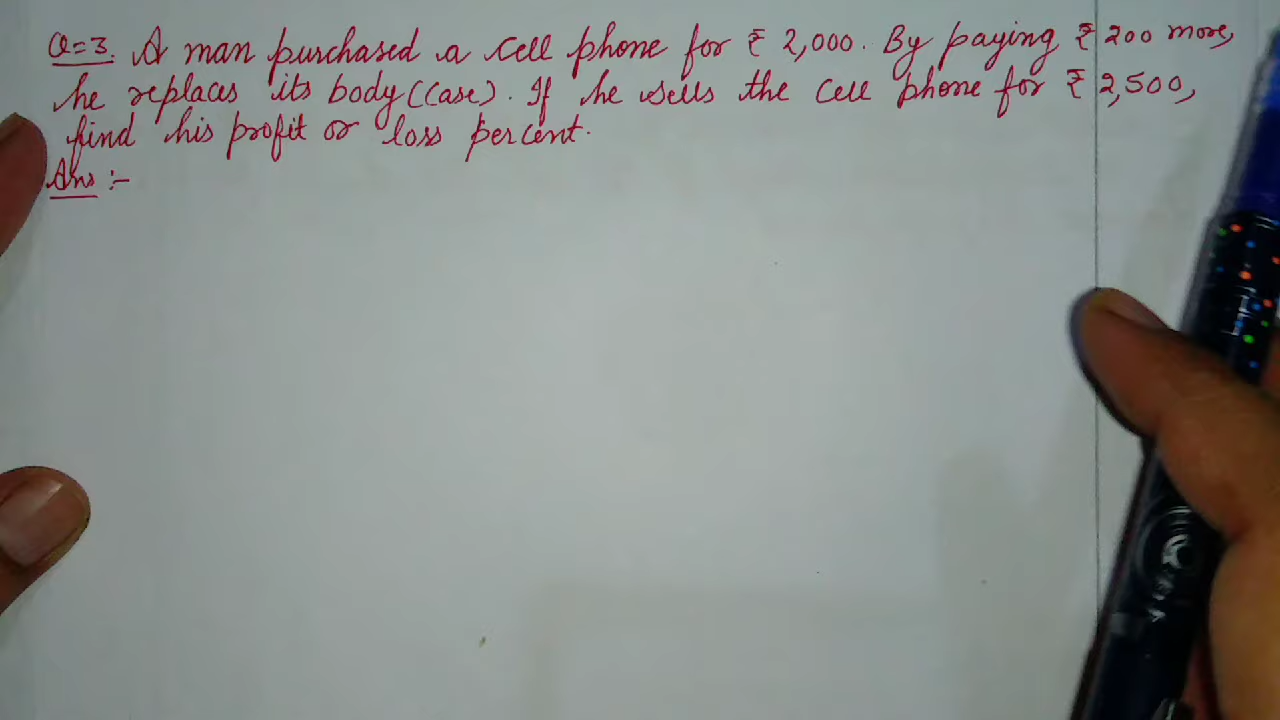 Q=3. A man purchased a cell phone for ₹ 2,000. By paying ₹ 200 more,
he replaces its body (case). If he sells the cell phone for ₹ 2,500,
find his profit or loss percent.
Ans :-